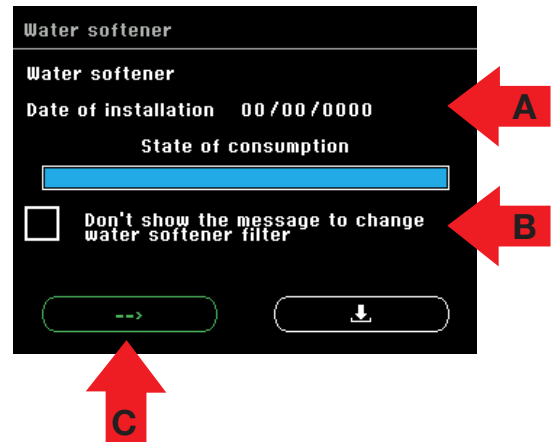 Water softener
Water softener
Date of installation 00/00/0000
A
State of consumption
Don't show the message to change
water softener filter
B
-->
C